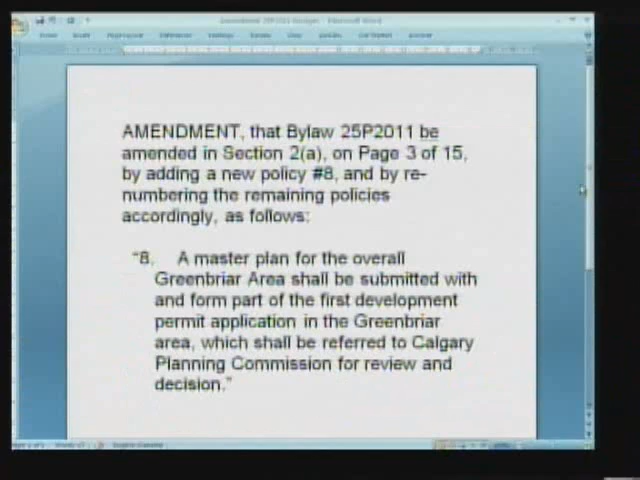 AMENDMENT, that Bylaw 25P2011 be
amended in Section 2(a), on Page 3 of 15,
by adding a new policy #8, and by re-
numbering the remaining policies
accordingly, as follows:
"8. A master plan for the overall
Greenbriar Area shall be submitted with
and form part of the first development
permit application in the Greenbriar
area, which shall be referred to Calgary
Planning Commission for review and
decision."